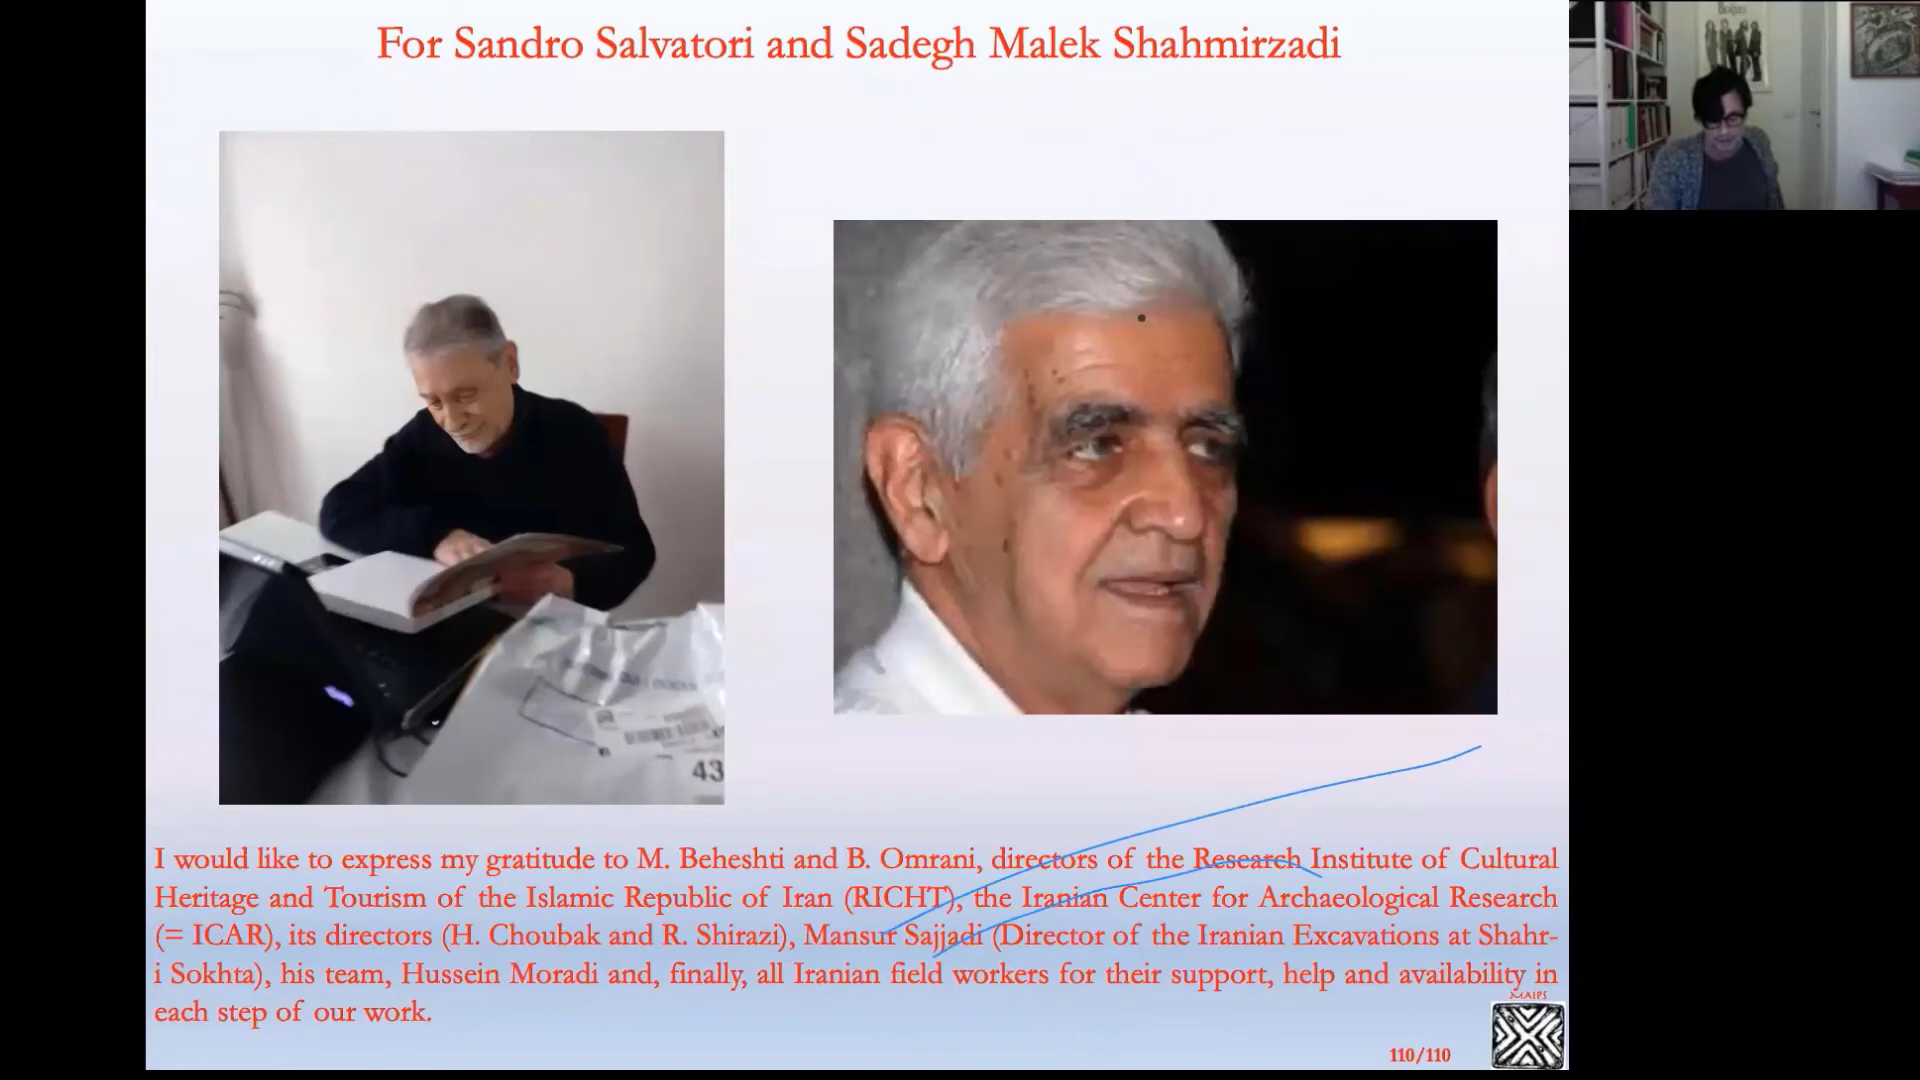 For Sandro Salvatori and Sadegh Malek Shahmirzadi
43
I would like to express my gratitude to M. Beheshti and B. Omrani, directors of the Research Institute of Cultural
Heritage and Tourism of the Islamic Republic of Iran (RICHT), the Iranian Center for Archaeological Research
(= ICAR), its directors (H. Choubak and R. Shirazi), Mansur Sajjadi (Director of the Iranian Excavations at Shahr-
i Sokhta), his team, Hussein Moradi and, finally, all Iranian field workers for their support, help and availability in
each step of our work.
MAIPS
110/110